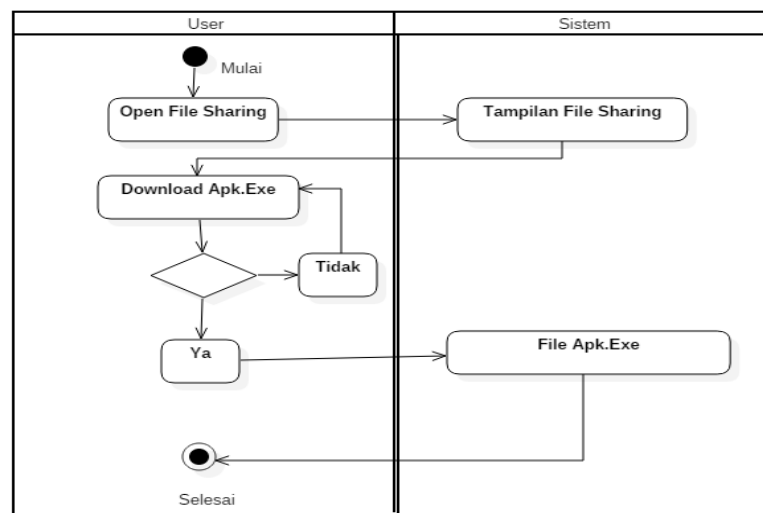 User
Sistem
Mulai
Open File Sharing
Tampilan File Sharing
Download Apk.Exe
Tidak
Ya
File Apk.Exe
Selesai